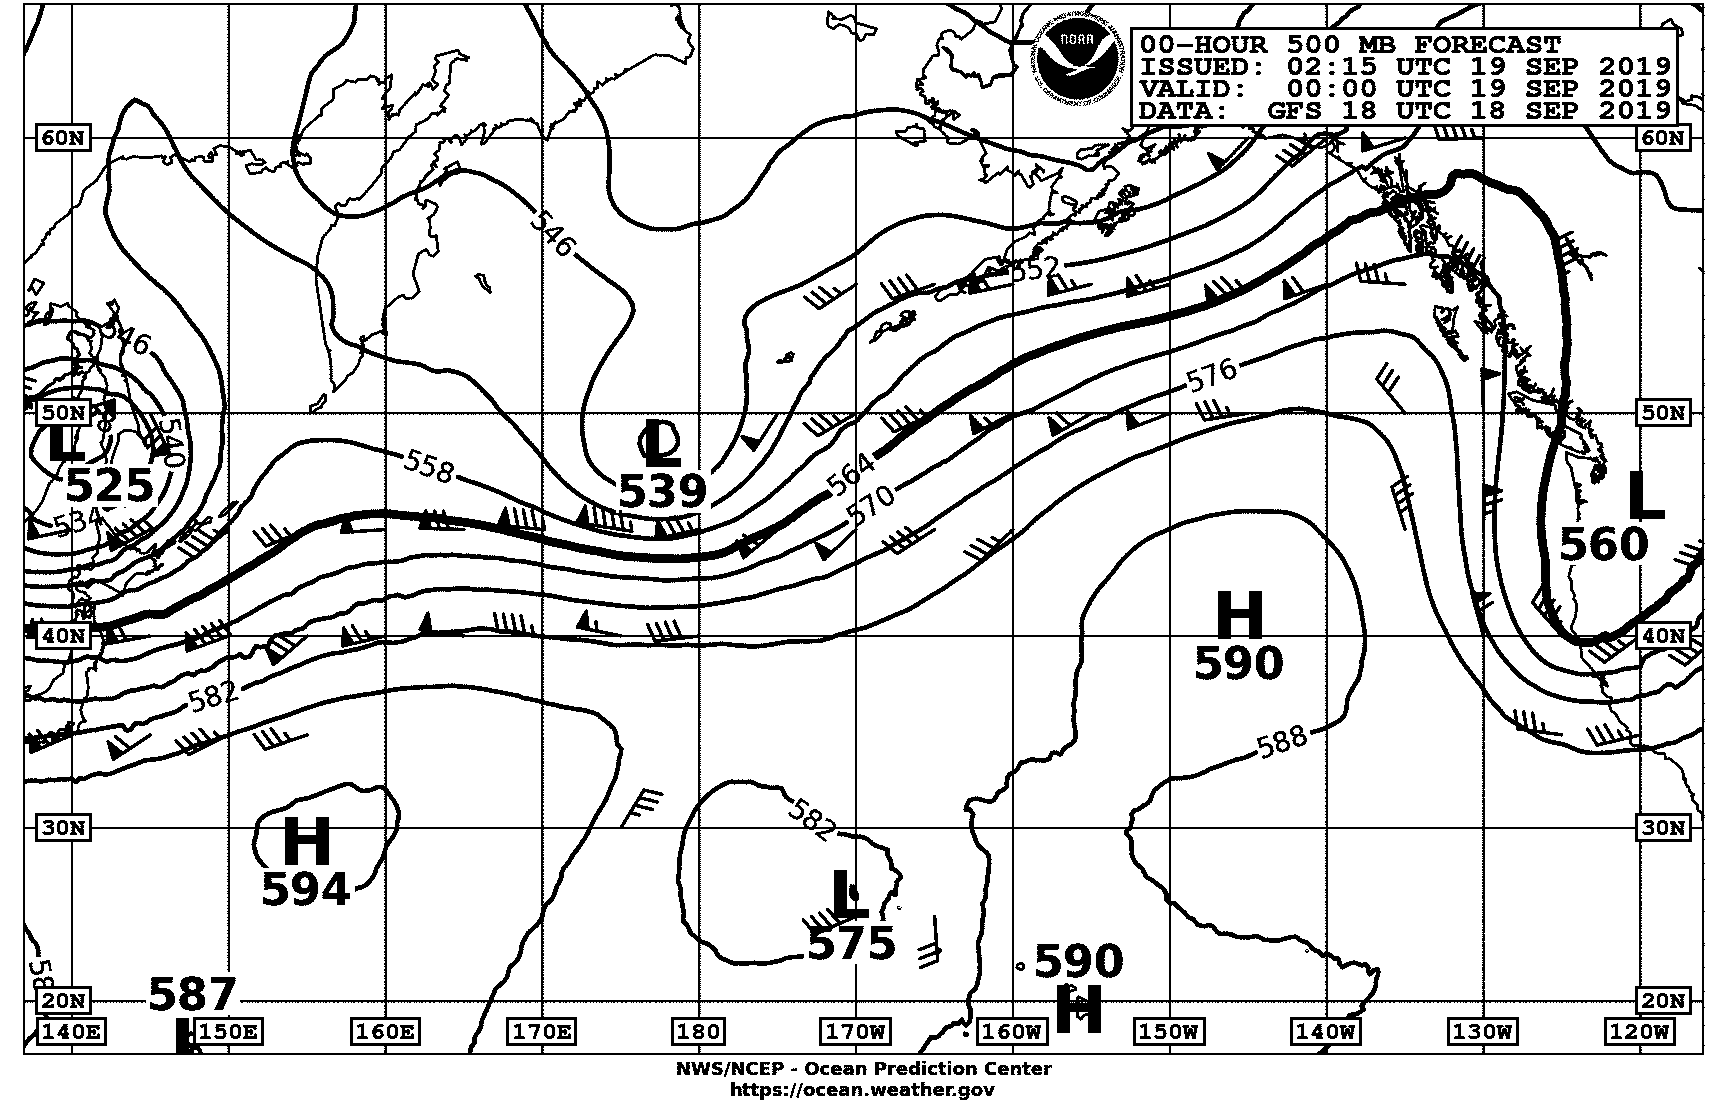 NOAA
00-HOUR 500 MB FORECAST
ISSUED: 02:15 UTC 19 SEP 2019
VALID: 00:00 UTC 19 SEP 2019
DATA: GFS 18 UTC 18 SEP 2019
60N 60N
546
552
546
576
50N 540 50N
L L
525 558 539
564 570
534
L
560
40N H 40N
590
582
588
582
30N H 30N
594
L
575
590
587
20N H 20N
L
140E 150E 160E 170E 180 170W 160W 150W 140W 130W 120W
NWS/NCEP - Ocean Prediction Center
https://ocean.weather.gov